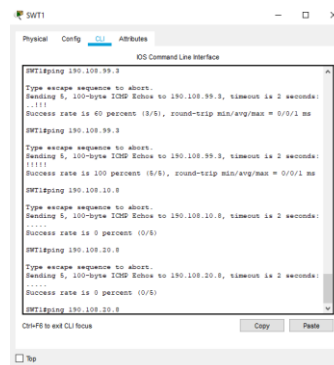 SWT1
Physical Config CLI Attributes
IOS Command Line Interface
SWT1#ping 190.108.99.3
Type escape sequence to abort.
Sending 5, 100-byte ICMP Echos to 190.108.99.3, timeout is 2 seconds:
..!!!
Success rate is 60 percent (3/5), round-trip min/avg/max = 0/0/1 ms
SWT1#ping 190.108.99.3
Type escape sequence to abort.
Sending 5, 100-byte ICMP Echos to 190.108.99.3, timeout is 2 seconds:
!!!!!
Success rate is 100 percent (5/5), round-trip min/avg/max = 0/0/1 ms
SWT1#ping 190.108.10.8
Type escape sequence to abort.
Sending 5, 100-byte ICMP Echos to 190.108.10.8, timeout is 2 seconds:
.....
Success rate is 0 percent (0/5)
SWT1#ping 190.108.20.8
Type escape sequence to abort.
Sending 5, 100-byte ICMP Echos to 190.108.20.8, timeout is 2 seconds:
.....
Success rate is 0 percent (0/5)
SWT1#ping 190.108.20.8
Ctrl+F6 to exit CLI focus
Copy Paste
Top